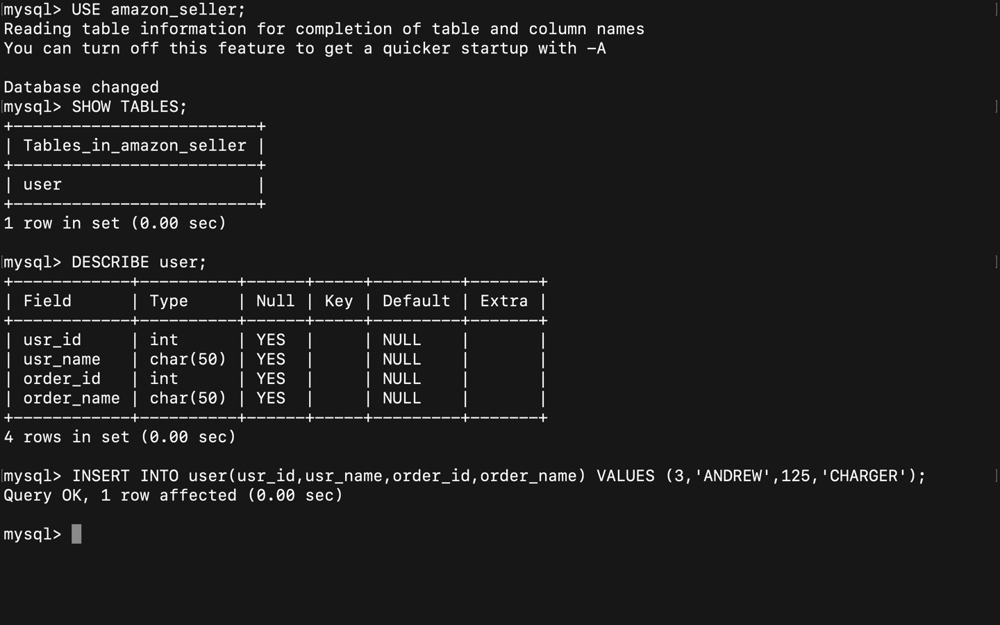 mysql> USE amazon_seller;
Reading table information for completion of table and column names
You can turn off this feature to get a quicker startup with -A
Database changed
mysql> SHOW TABLES;
+-------------------------+
| Tables_in_amazon_seller |
+-------------------------+
| user                    |
+-------------------------+
1 row in set (0.00 sec)
mysql> DESCRIBE user;
+------------+----------+------+-----+---------+-------+
| Field      | Type     | Null | Key | Default | Extra |
+------------+----------+------+-----+---------+-------+
| usr_id     | int      | YES  |     | NULL    |       |
| usr_name   | char(50) | YES  |     | NULL    |       |
| order_id   | int      | YES  |     | NULL    |       |
| order_name | char(50) | YES  |     | NULL    |       |
+------------+----------+------+-----+---------+-------+
4 rows in set (0.00 sec)
mysql> INSERT INTO user(usr_id,usr_name,order_id,order_name) VALUES (3,'ANDREW',125,'CHARGER');
Query OK, 1 row affected (0.00 sec)
mysql>